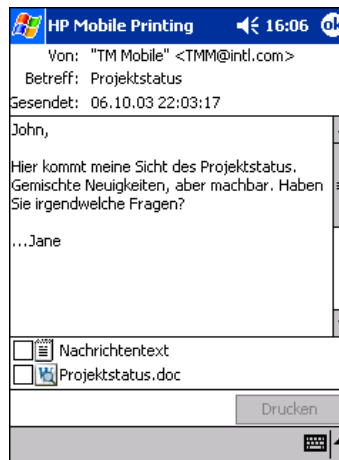 HP Mobile Printing 16:06 ok
Von: "TM Mobile" <TMM@intl.com>
Betreff: Projektstatus
Gesendet: 06.10.03 22:03:17
John,
Hier kommt meine Sicht des Projektstatus.
Gemischte Neuigkeiten, aber machbar. Haben
Sie irgendwelche Fragen?
...Jane
Nachrichtentext
Projektstatus.doc
Drucken